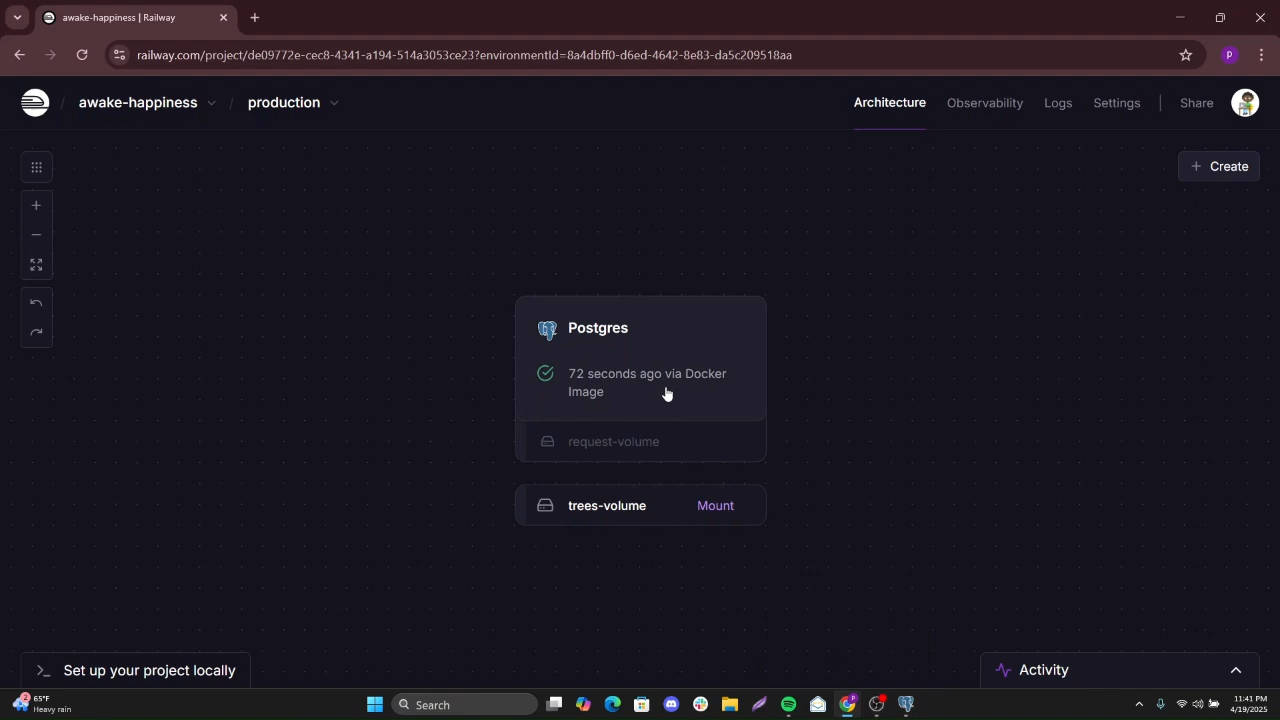 awake-happiness | Railway
railway.com/project/de09772e-cec8-4341-a194-514a3053ce23?environmentId=8a4dbff0-d6ed-4642-8e83-da5c209518aa
P
/ awake-happiness / production
Architecture Observability Logs Settings | Share
+ Create
Postgres
72 seconds ago via Docker
Image
request-volume
trees-volume Mount
Set up your project locally
Activity
2
65°F
Heavy rain
Search
11:41 PM
4/19/2025